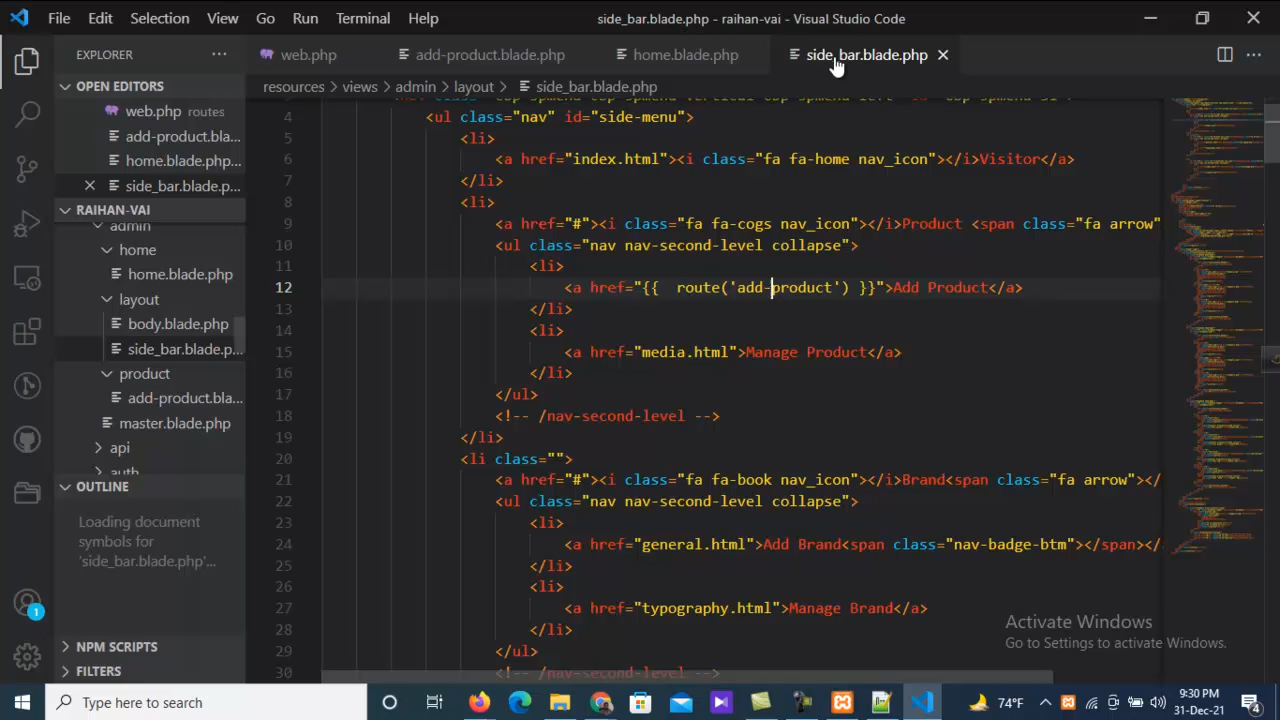 File Edit Selection View Go Run Terminal Help side_bar.blade.php - raihan-vai - Visual Studio Code
EXPLORER
web.php add-product.blade.php home.blade.php side_bar.blade.php
resources > views > admin > layout > side_bar.blade.php
OPEN EDITORS
web.php routes
add-product.bla...
home.blade.php...
side_bar.blade.p...
RAIHAN-VAI
admin
home
home.blade.php
layout
body.blade.php
side_bar.blade.p...
product
add-product.bla...
master.blade.php
api
auth
OUTLINE
Loading document
symbols for
'side_bar.blade.php'...
NPM SCRIPTS
FILTERS
1
4 <ul class="nav" id="side-menu">
5 <li>
6 <a href="index.html"><i class="fa fa-home nav_icon"></i>Visitor</a>
7 </li>
8 <li>
9 <a href="#"><i class="fa fa-cogs nav_icon"></i>Product <span class="fa arrow"
10 <ul class="nav nav-second-level collapse">
11 <li>
12 <a href="{{  route('add-product') }}">Add Product</a>
13 </li>
14 <li>
15 <a href="media.html">Manage Product</a>
16 </li>
17 </ul>
18 <!-- /nav-second-level -->
19 </li>
20 <li class="">
21 <a href="#"><i class="fa fa-book nav_icon"></i>Brand<span class="fa arrow"></
22 <ul class="nav nav-second-level collapse">
23 <li>
24 <a href="general.html">Add Brand<span class="nav-badge-btm"></span></
25 </li>
26 <li>
27 <a href="typography.html">Manage Brand</a>
28 </li>
29 </ul>
30 <!-- /nav-second-level -->
Activate Windows
Go to Settings to activate Windows.
Type here to search
74°F
9:30 PM
31-Dec-21
4